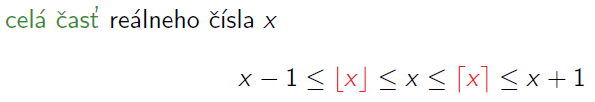 celá časť reálneho čísla x
x − 1 ≤ ⌊x⌋ ≤ x ≤ ⌈x⌉ ≤ x + 1